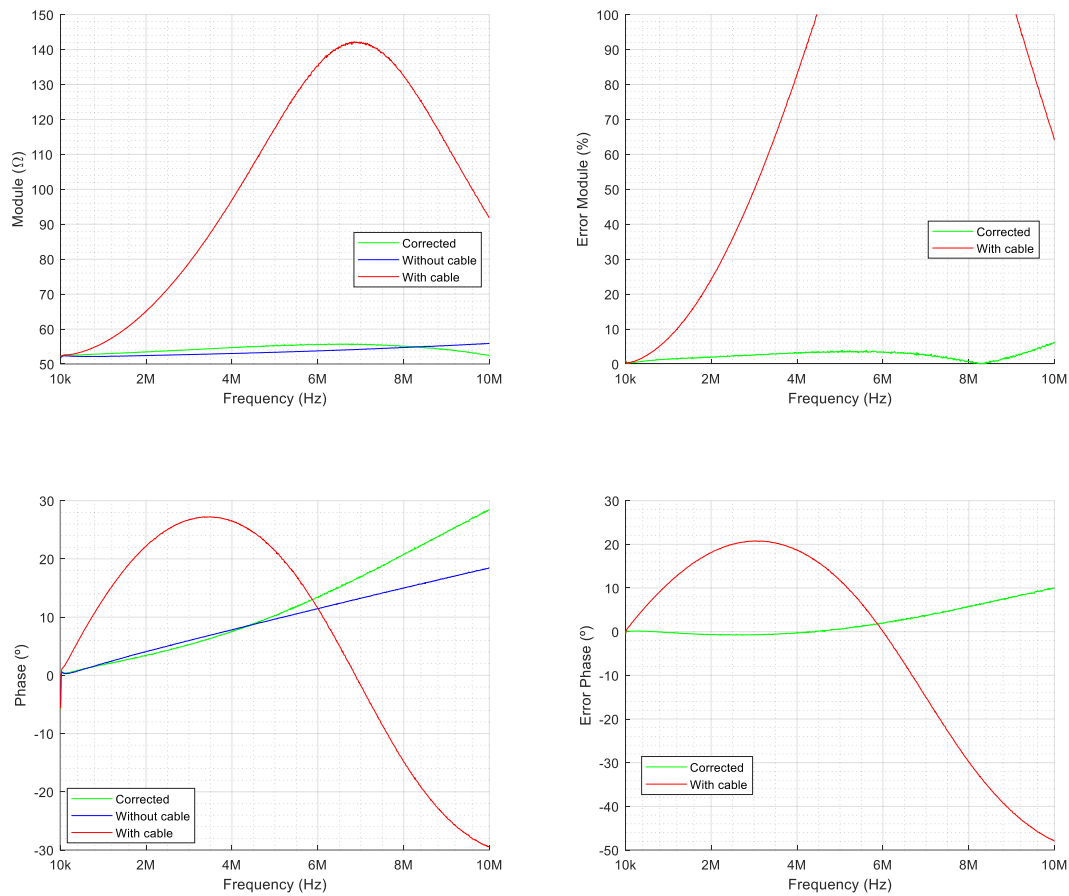 150
140
130
120
110
100
90
80
70
60
50
Module (Ω)
Corrected
Without cable
With cable
10k 2M 4M 6M 8M 10M
Frequency (Hz)
100
90
80
70
60
50
40
30
20
10
0
Error Module (%)
Corrected
With cable
10k 2M 4M 6M 8M 10M
Frequency (Hz)
30
20
10
0
-10
-20
-30
Phase (º)
Corrected
Without cable
With cable
10k 2M 4M 6M 8M 10M
Frequency (Hz)
30
20
10
0
-10
-20
-30
-40
-50
Error Phase (º)
Corrected
With cable
10k 2M 4M 6M 8M 10M
Frequency (Hz)